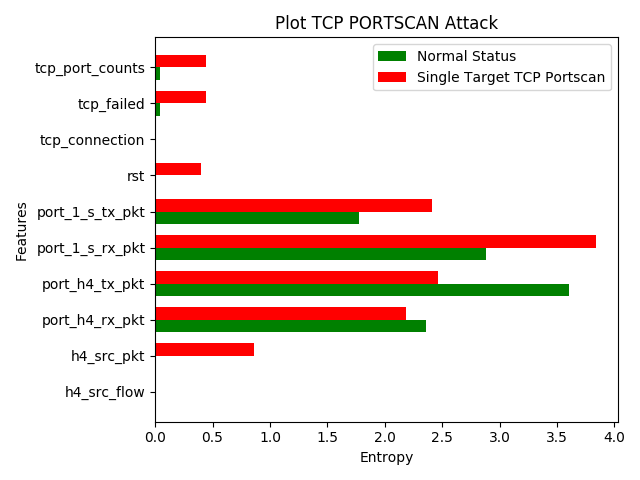 Plot TCP PORTSCAN Attack
Normal Status
Single Target TCP Portscan
Features
tcp_port_counts
tcp_failed
tcp_connection
rst
port_1_s_tx_pkt
port_1_s_rx_pkt
port_h4_tx_pkt
port_h4_rx_pkt
h4_src_pkt
h4_src_flow
0.0 0.5 1.0 1.5 2.0 2.5 3.0 3.5 4.0
Entropy